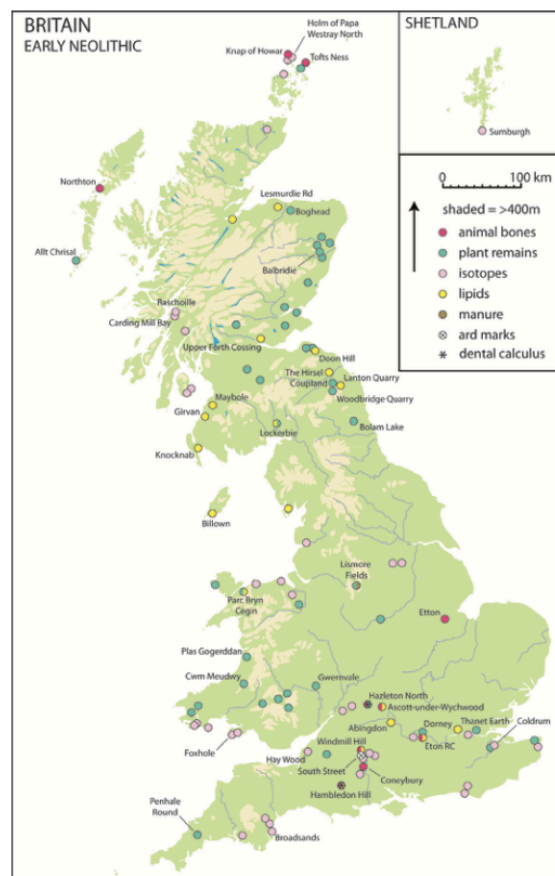 BRITAIN
EARLY NEOLITHIC
SHETLAND
Holm of Papa
Westray North
Knap of Howar
Tofts Ness
Sumburgh
0 100 km
shaded = >400m
animal bones
plant remains
isotopes
lipids
manure
ard marks
dental calculus
Northton
Lesmurdie Rd
Boghead
Allt Chrisal
Balbridie
Raschoille
Carding Mill Bay
Upper Forth Cossing
Doon Hill
The Hirsel
Lanton Quarry
Coupland
Woodbridge Quarry
Maybole
Girvan
Bolam Lake
Lockerbie
Knocknab
Billown
Lismore
Fields
Parc Bryn
Cegin
Etton
Plas Gogerddan
Cwm Meudwy
Gwernvale
Hazleton North
Ascott-under-Wychwood
Abingdon
Dorney
Thanet Earth
Coldrum
Foxhole
Windmill Hill
Eton RC
Hay Wood
South Street
Coneybury
Hambledon Hill
Penhale
Round
Broadsands